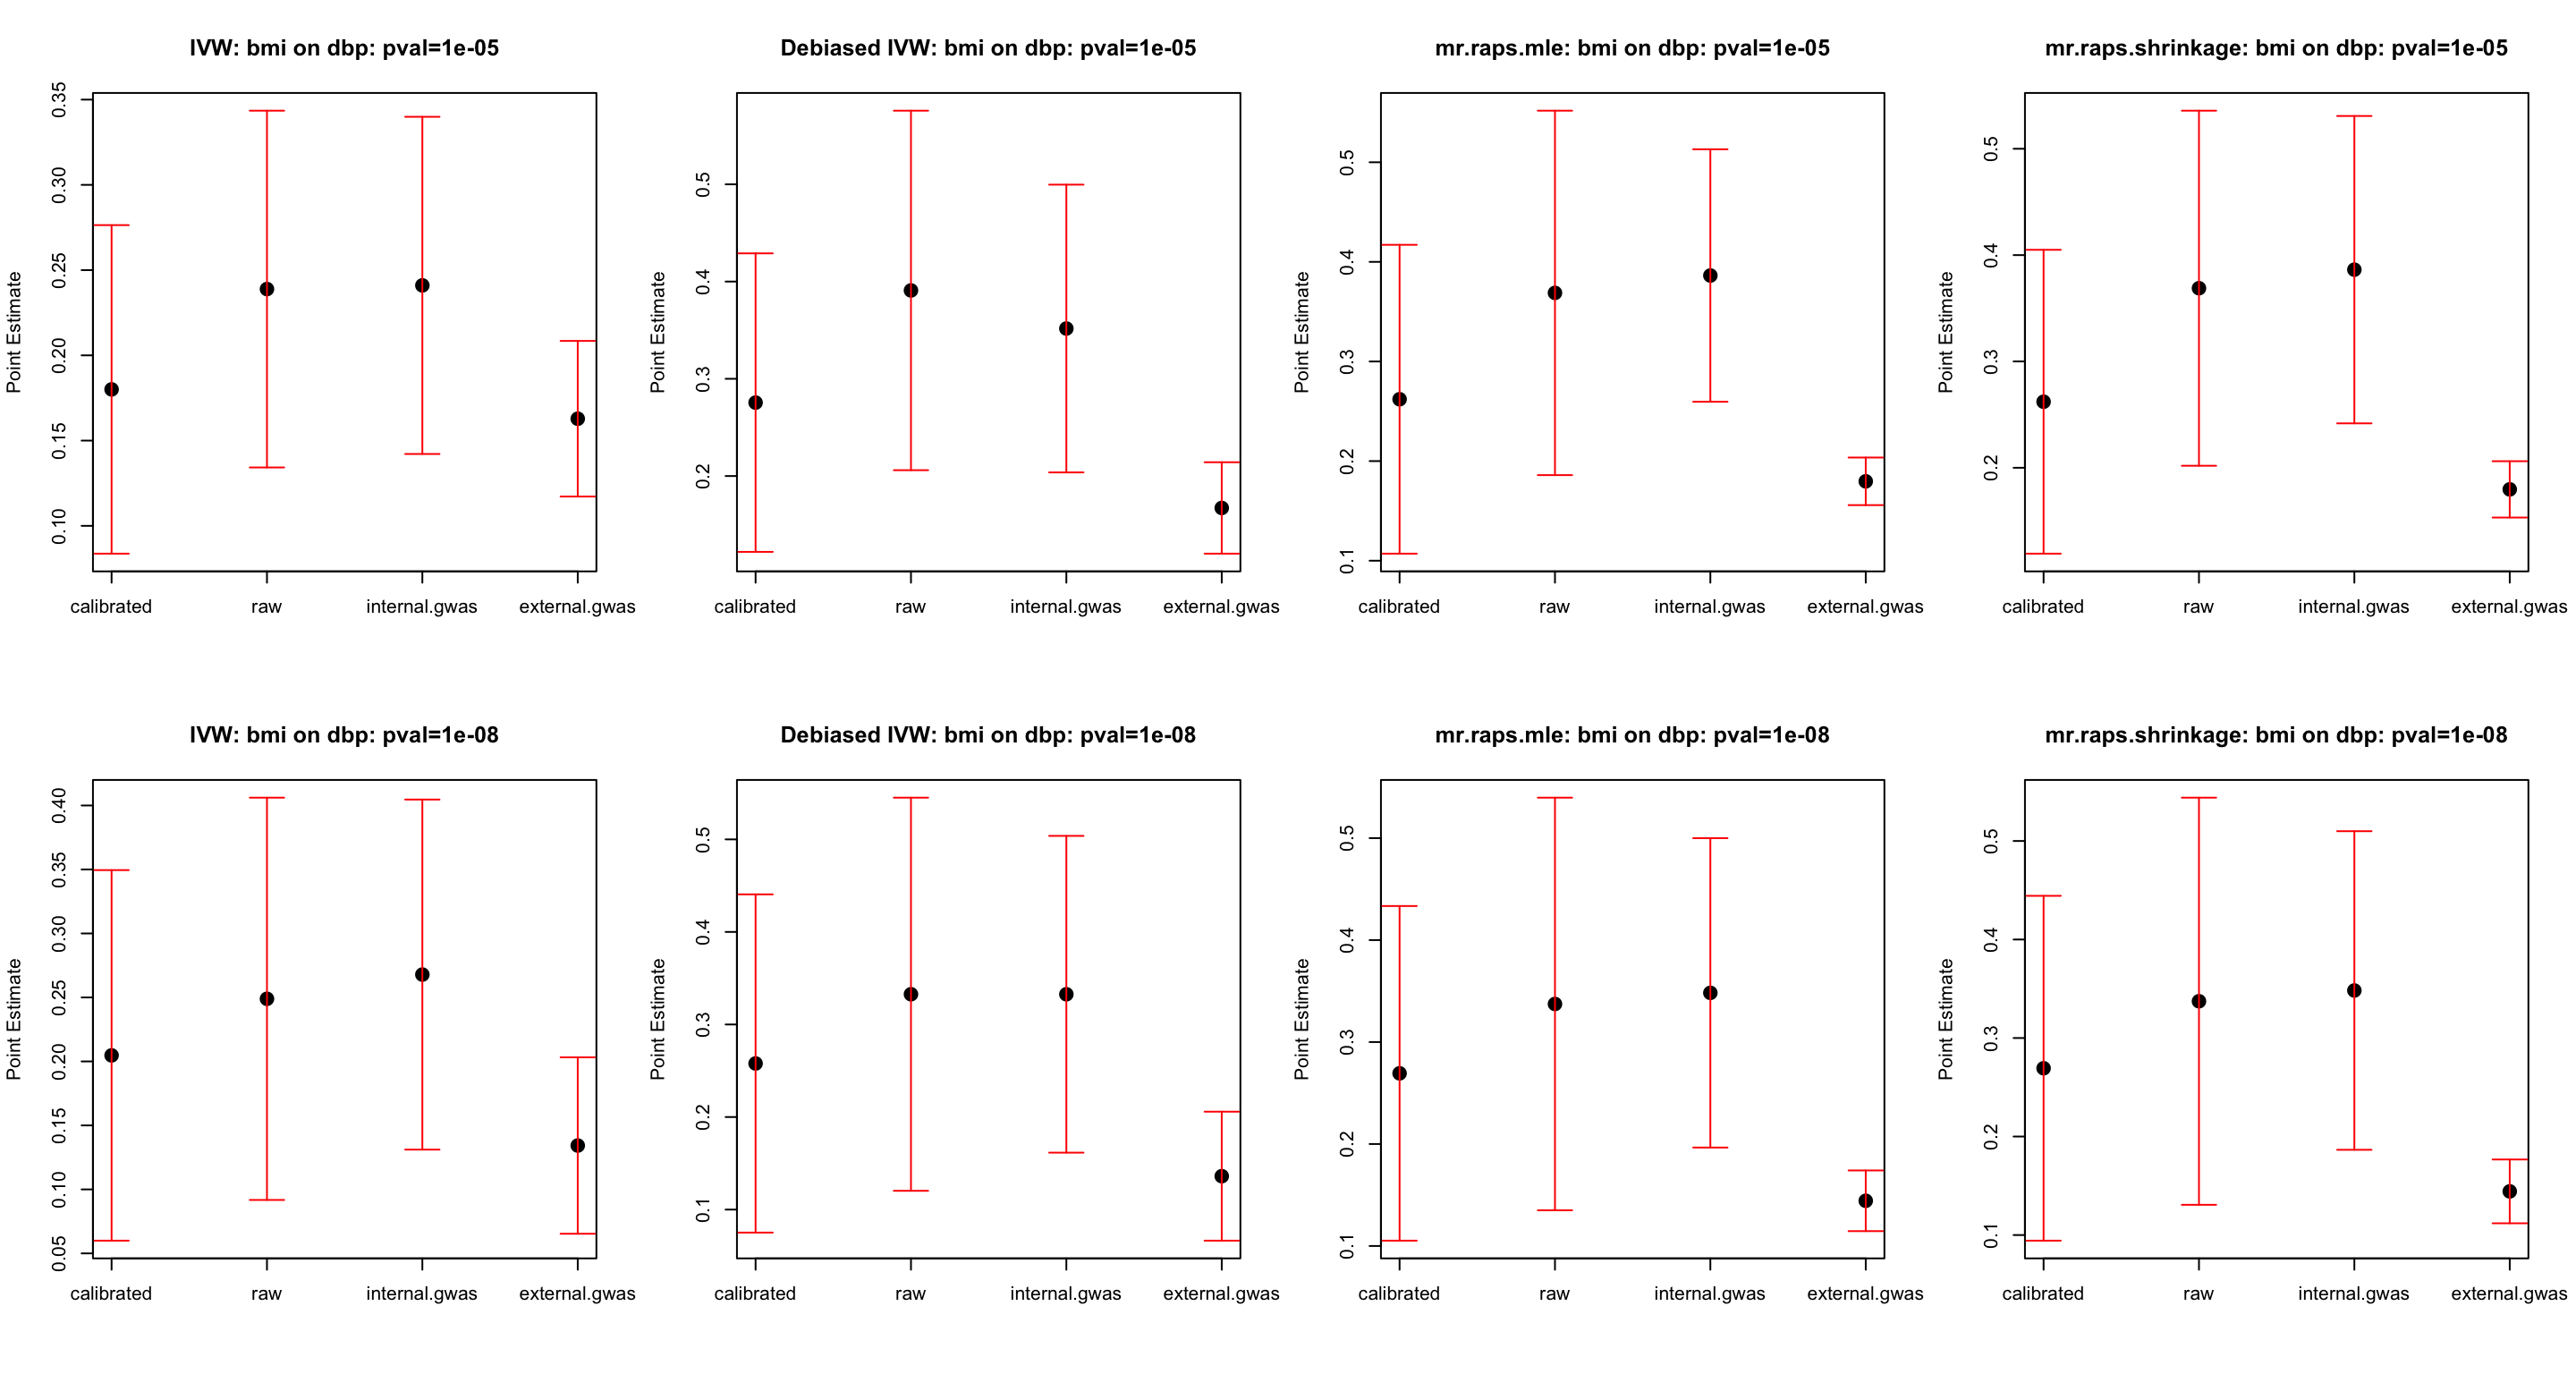 IVW: bmi on dbp: pval=1e-05
Point Estimate
0.35
0.30
0.25
0.20
0.15
0.10
calibrated raw internal.gwas external.gwas
Debiased IVW: bmi on dbp: pval=1e-05
Point Estimate
0.5
0.4
0.3
0.2
calibrated raw internal.gwas external.gwas
mr.raps.mle: bmi on dbp: pval=1e-05
Point Estimate
0.5
0.4
0.3
0.2
0.1
calibrated raw internal.gwas external.gwas
mr.raps.shrinkage: bmi on dbp: pval=1e-05
Point Estimate
0.5
0.4
0.3
0.2
calibrated raw internal.gwas external.gwas
IVW: bmi on dbp: pval=1e-08
Point Estimate
0.40
0.35
0.30
0.25
0.20
0.15
0.10
0.05
calibrated raw internal.gwas external.gwas
Debiased IVW: bmi on dbp: pval=1e-08
Point Estimate
0.5
0.4
0.3
0.2
0.1
calibrated raw internal.gwas external.gwas
mr.raps.mle: bmi on dbp: pval=1e-08
Point Estimate
0.5
0.4
0.3
0.2
0.1
calibrated raw internal.gwas external.gwas
mr.raps.shrinkage: bmi on dbp: pval=1e-08
Point Estimate
0.5
0.4
0.3
0.2
0.1
calibrated raw internal.gwas external.gwas